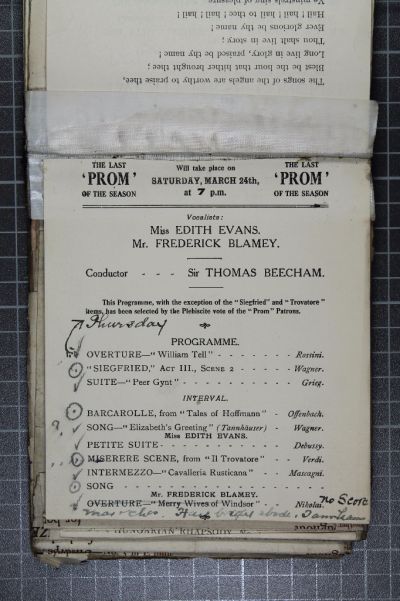 The songs of the angels are worthy to praise thee,
Blest be the hour that hither brought thee ;
Long live in glory, praised be thy name !
Thou shalt live in story ;
Glorious be thy name !
Hail ! hail ! hail ! to thee ! hail ! hail !
THE LAST 'PROM' OF THE SEASON
Will take place on
SATURDAY, MARCH 24th,
at 7 p.m.
THE LAST 'PROM' OF THE SEASON
Vocalists:
Miss EDITH EVANS.
Mr. FREDERICK BLAMEY.
Conductor - - - Sir THOMAS BEECHAM.
This Programme, with the exception of the "Siegfried" and "Trovatore"
items, has been selected by the Plebiscite vote of the "Prom" Patrons.
Thursday
PROGRAMME.
OVERTURE—"William Tell" - - - - - - - Rossini.
"SIEGFRIED," ACT III., SCENE 2 - - - - Wagner.
SUITE—"Peer Gynt" - - - - - - - - Grieg.
INTERVAL.
BARCAROLLE, from "Tales of Hoffmann" - Offenbach.
? SONG—"Elizabeth's Greeting" (Tannhäuser) Wagner.
Miss EDITH EVANS.
PETITE SUITE - - - - - - - - - Debussy.
MISERERE SCENE, from "Il Trovatore" - - Verdi.
INTERMEZZO—"Cavalleria Rusticana" - - Mascagni.
SONG - - - - - - - - - - -
Mr. FREDERICK BLAMEY.
OVERTURE—"Merry Wives of Windsor" - Nikolai. no Score
HUNGARIAN RHAPSODY